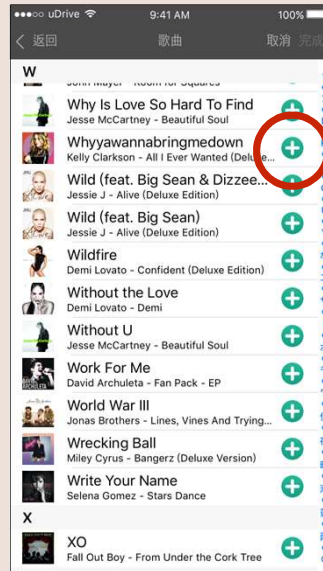 uDrive 9:41 AM 100%
返回 歌曲 取消 完成
W
John Mayer - Room for Squares
Why Is Love So Hard To Find
Jesse McCartney - Beautiful Soul
Whyyawannabringmedown
Kelly Clarkson - All I Ever Wanted (Deluxe...
Wild (feat. Big Sean & Dizzee...
Jessie J - Alive (Deluxe Edition)
Wild (feat. Big Sean)
Jessie J - Alive (Deluxe Edition)
Wildfire
Demi Lovato - Confident (Deluxe Edition)
Without the Love
Demi Lovato - Demi
Without U
Jesse McCartney - Beautiful Soul
Work For Me
David Archuleta - Fan Pack - EP
World War III
Jonas Brothers - Lines, Vines And Trying...
Wrecking Ball
Miley Cyrus - Bangerz (Deluxe Version)
Write Your Name
Selena Gomez - Stars Dance
X
XO
Fall Out Boy - From Under the Cork Tree